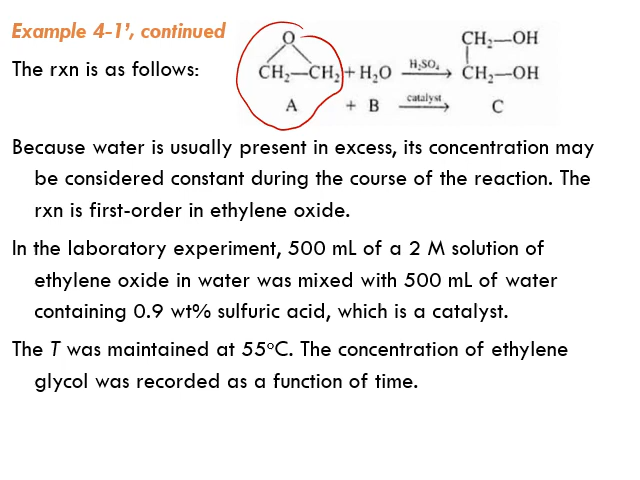 Example 4-1’, continued
The rxn is as follows:
O
CH₂—CH₂ + H₂O H₂SO₄ CH₂—OH
CH₂—OH
A + B catalyst C
Because water is usually present in excess, its concentration may
be considered constant during the course of the reaction. The
rxn is first-order in ethylene oxide.
In the laboratory experiment, 500 mL of a 2 M solution of
ethylene oxide in water was mixed with 500 mL of water
containing 0.9 wt% sulfuric acid, which is a catalyst.
The T was maintained at 55°C. The concentration of ethylene
glycol was recorded as a function of time.